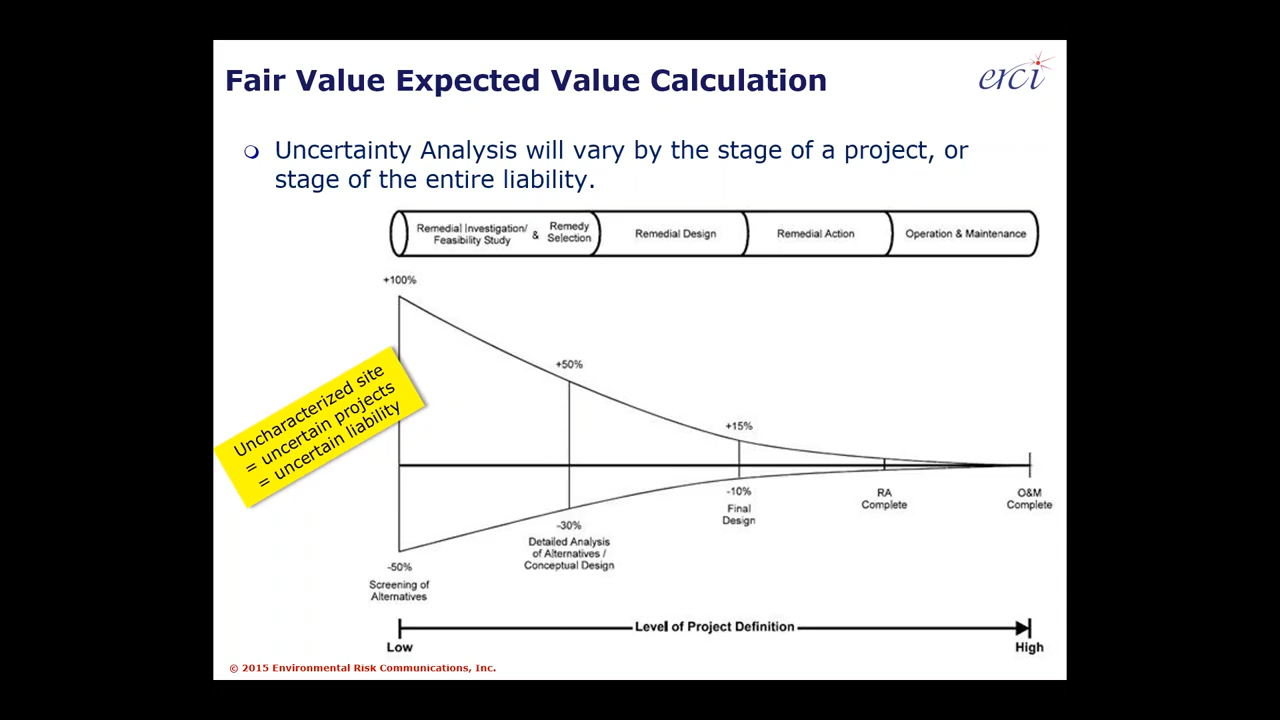 Fair Value Expected Value Calculation
erci
Uncertainty Analysis will vary by the stage of a project, or
stage of the entire liability.
Remedial Investigation/
Feasibility Study
&
Remedy
Selection
Remedial Design
Remedial Action
Operation & Maintenance
+100%
+50%
+15%
Uncharacterized site
= uncertain projects
= uncertain liability
-50%
Screening of
Alternatives
-30%
Detailed Analysis
of Alternatives /
Conceptual Design
-10%
Final
Design
RA
Complete
O&M
Complete
Level of Project Definition
Low
High
© 2015 Environmental Risk Communications, Inc.